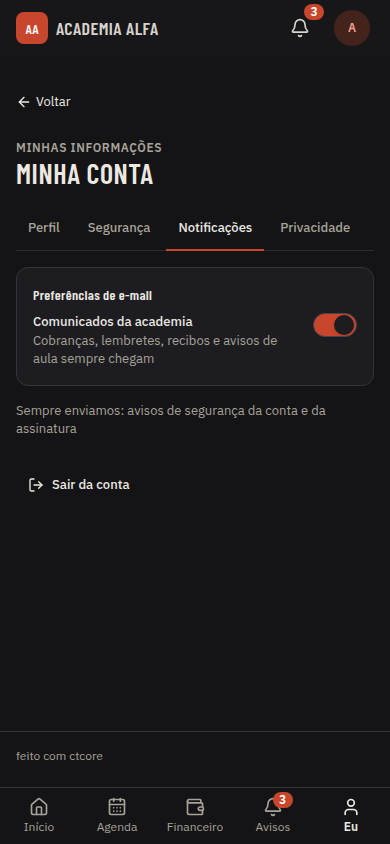 AA ACADEMIA ALFA 3 A
Voltar
MINHAS INFORMAÇÕES
MINHA CONTA
Perfil Segurança Notificações Privacidade
Preferências de e-mail
Comunicados da academia
Cobranças, lembretes, recibos e avisos de
aula sempre chegam
Sempre enviamos: avisos de segurança da conta e da
assinatura
Sair da conta
feito com ctcore
3
Início Agenda Financeiro Avisos Eu